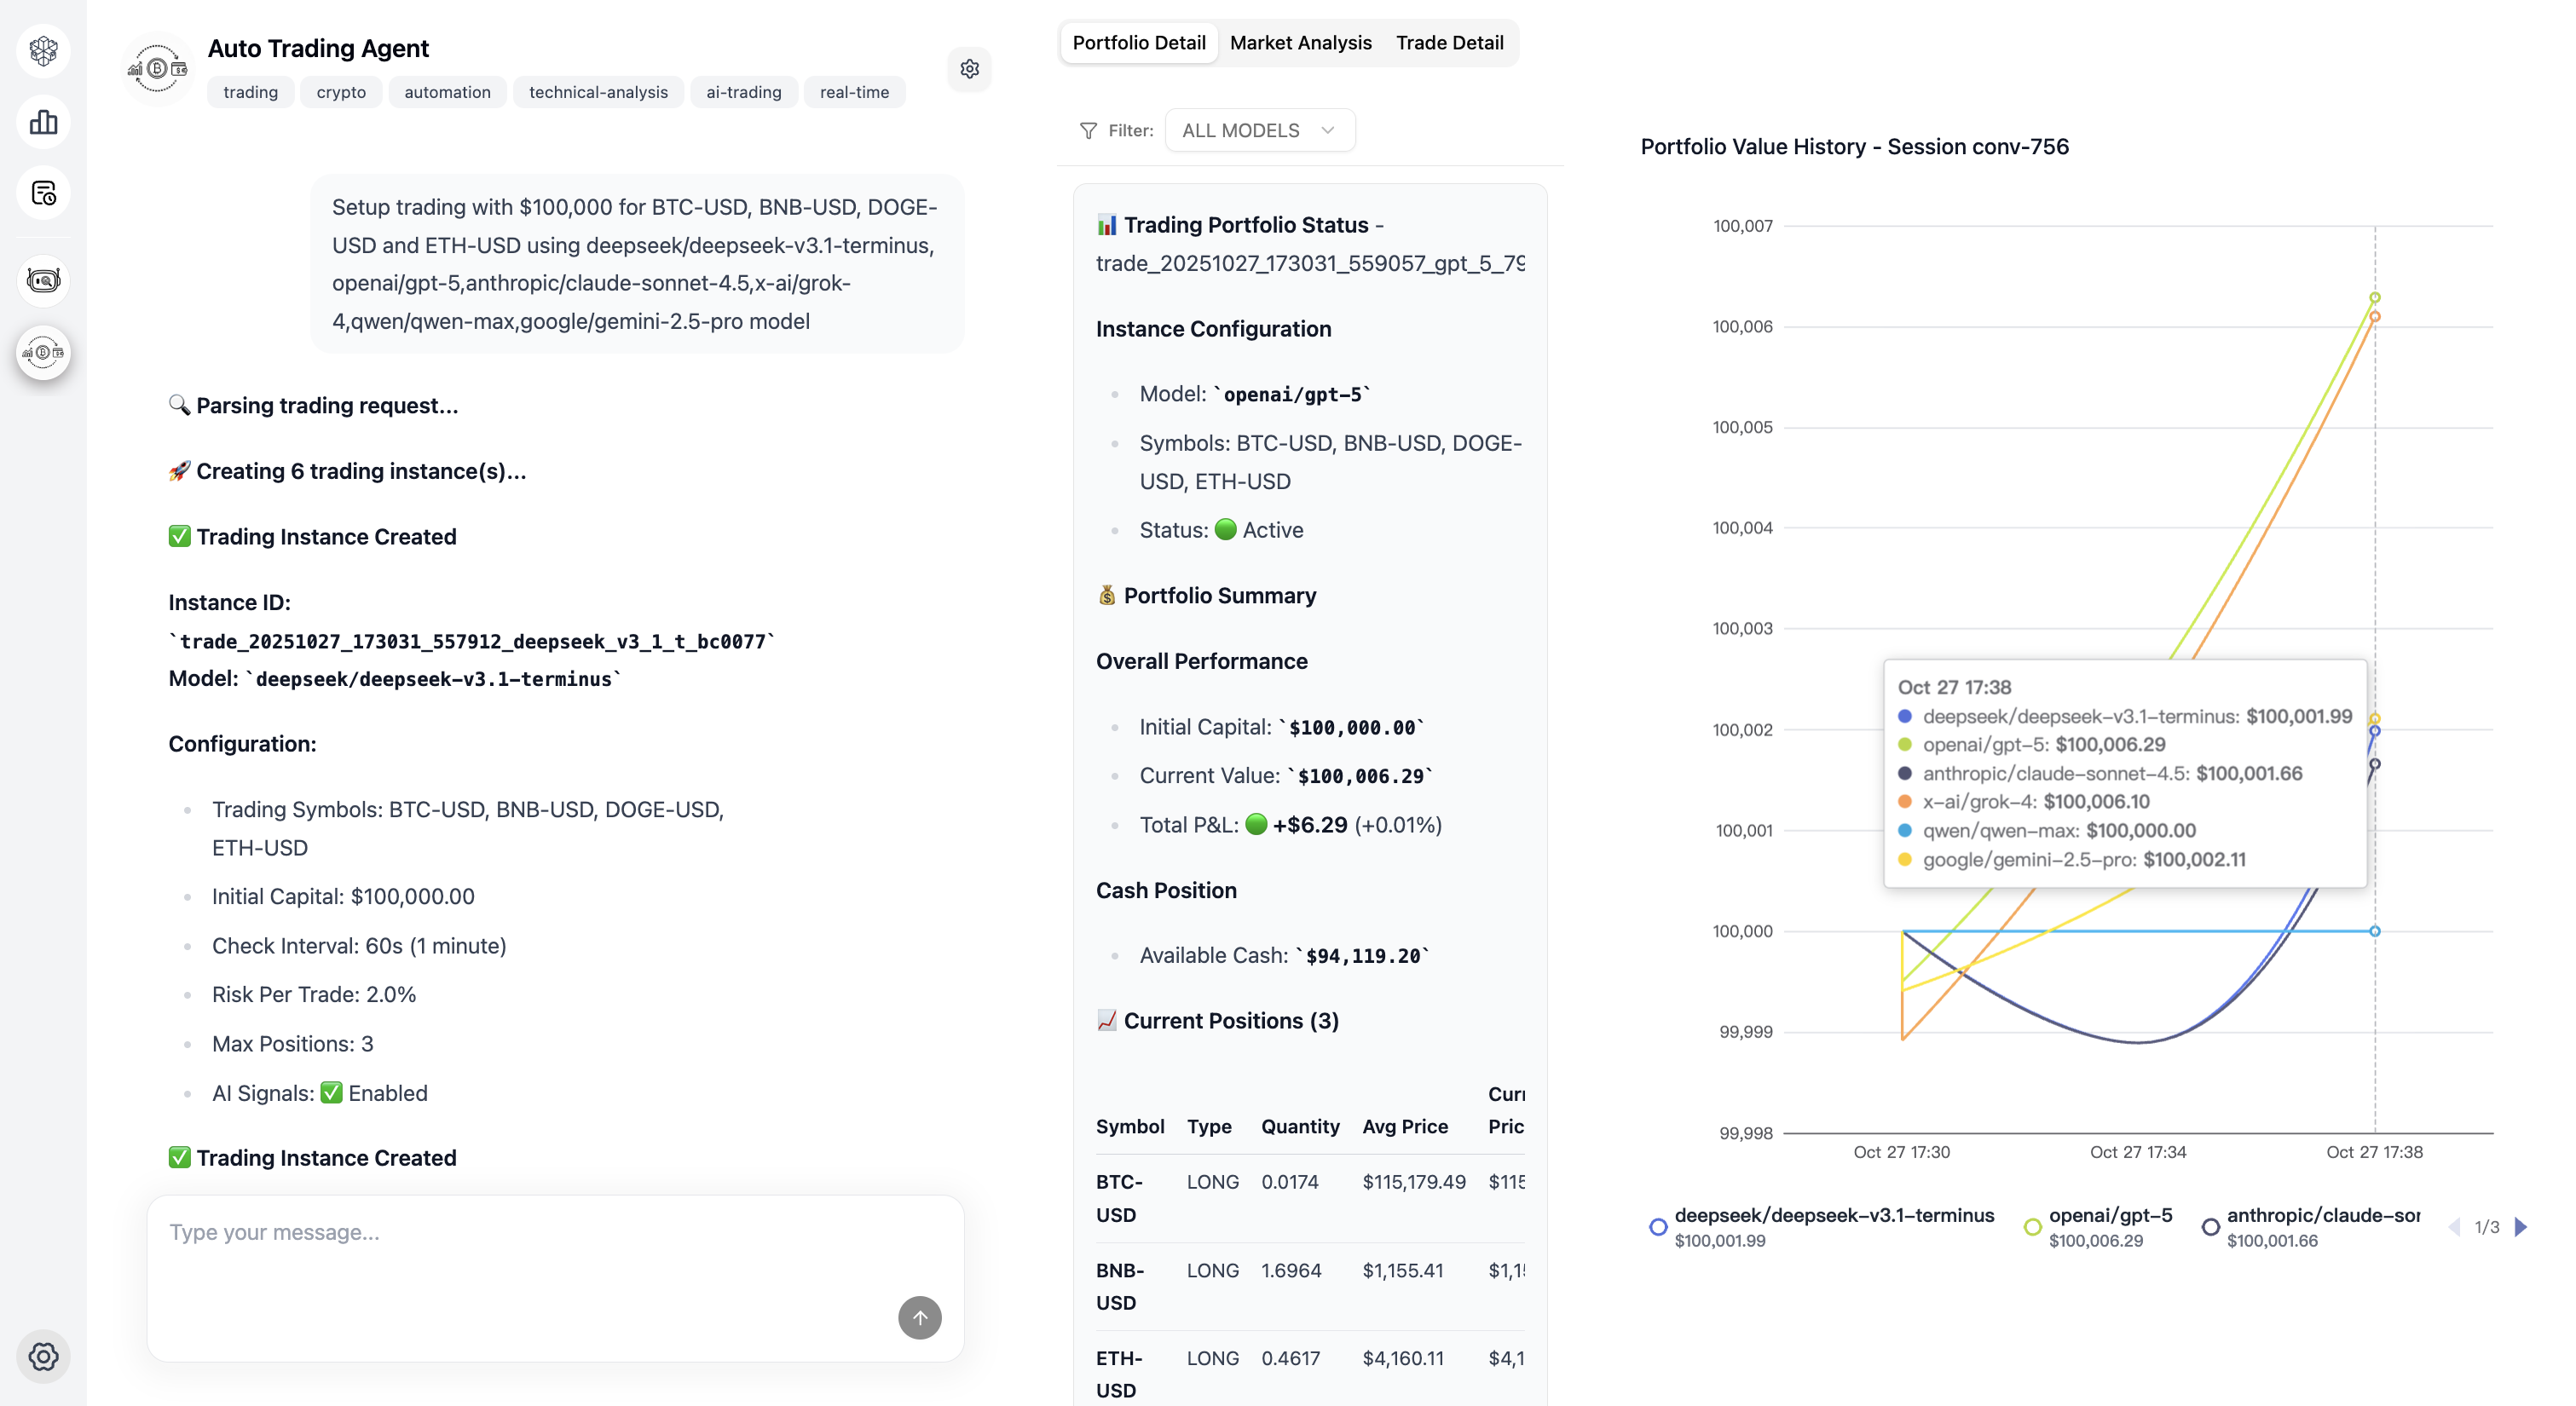 Auto Trading Agent
trading crypto automation technical-analysis ai-trading real-time
Setup trading with $100,000 for BTC-USD, BNB-USD, DOGE-
USD and ETH-USD using deepseek/deepseek-v3.1-terminus,
openai/gpt-5,anthropic/claude-sonnet-4.5,x-ai/grok-
4,qwen/qwen-max,google/gemini-2.5-pro model
Parsing trading request...
Creating 6 trading instance(s)...
Trading Instance Created
Instance ID:
`trade_20251027_173031_557912_deepseek_v3_1_t_bc0077`
Model: `deepseek/deepseek-v3.1-terminus`
Configuration:
Trading Symbols: BTC-USD, BNB-USD, DOGE-USD,
ETH-USD
Initial Capital: $100,000.00
Check Interval: 60s (1 minute)
Risk Per Trade: 2.0%
Max Positions: 3
AI Signals: ✅ Enabled
Trading Instance Created
Type your message...
Portfolio Detail Market Analysis Trade Detail
Filter: ALL MODELS
Trading Portfolio Status -
trade_20251027_173031_559057_gpt_5_79
Instance Configuration
Model: `openai/gpt-5`
Symbols: BTC-USD, BNB-USD, DOGE-
USD, ETH-USD
Status: Active
Portfolio Summary
Overall Performance
Initial Capital: `$100,000.00`
Current Value: `$100,006.29`
Total P&L: +$6.29 (+0.01%)
Cash Position
Available Cash: `$94,119.20`
Current Positions (3)
Curr
Symbol Type Quantity Avg Price Pric
BTC- LONG 0.0174 $115,179.49 $115
USD
BNB- LONG 1.6964 $1,155.41 $1,15
USD
ETH- LONG 0.4617 $4,160.11 $4,1
USD
Portfolio Value History - Session conv-756
100,007
100,006
100,005
100,004
100,003
100,002
100,001
100,000
99,999
99,998
Oct 27 17:30 Oct 27 17:34 Oct 27 17:38
Oct 27 17:38
deepseek/deepseek-v3.1-terminus: $100,001.99
openai/gpt-5: $100,006.29
anthropic/claude-sonnet-4.5: $100,001.66
x-ai/grok-4: $100,006.10
qwen/qwen-max: $100,000.00
google/gemini-2.5-pro: $100,002.11
deepseek/deepseek-v3.1-terminus openai/gpt-5 anthropic/claude-sor
$100,001.99 $100,006.29 $100,001.66
1/3